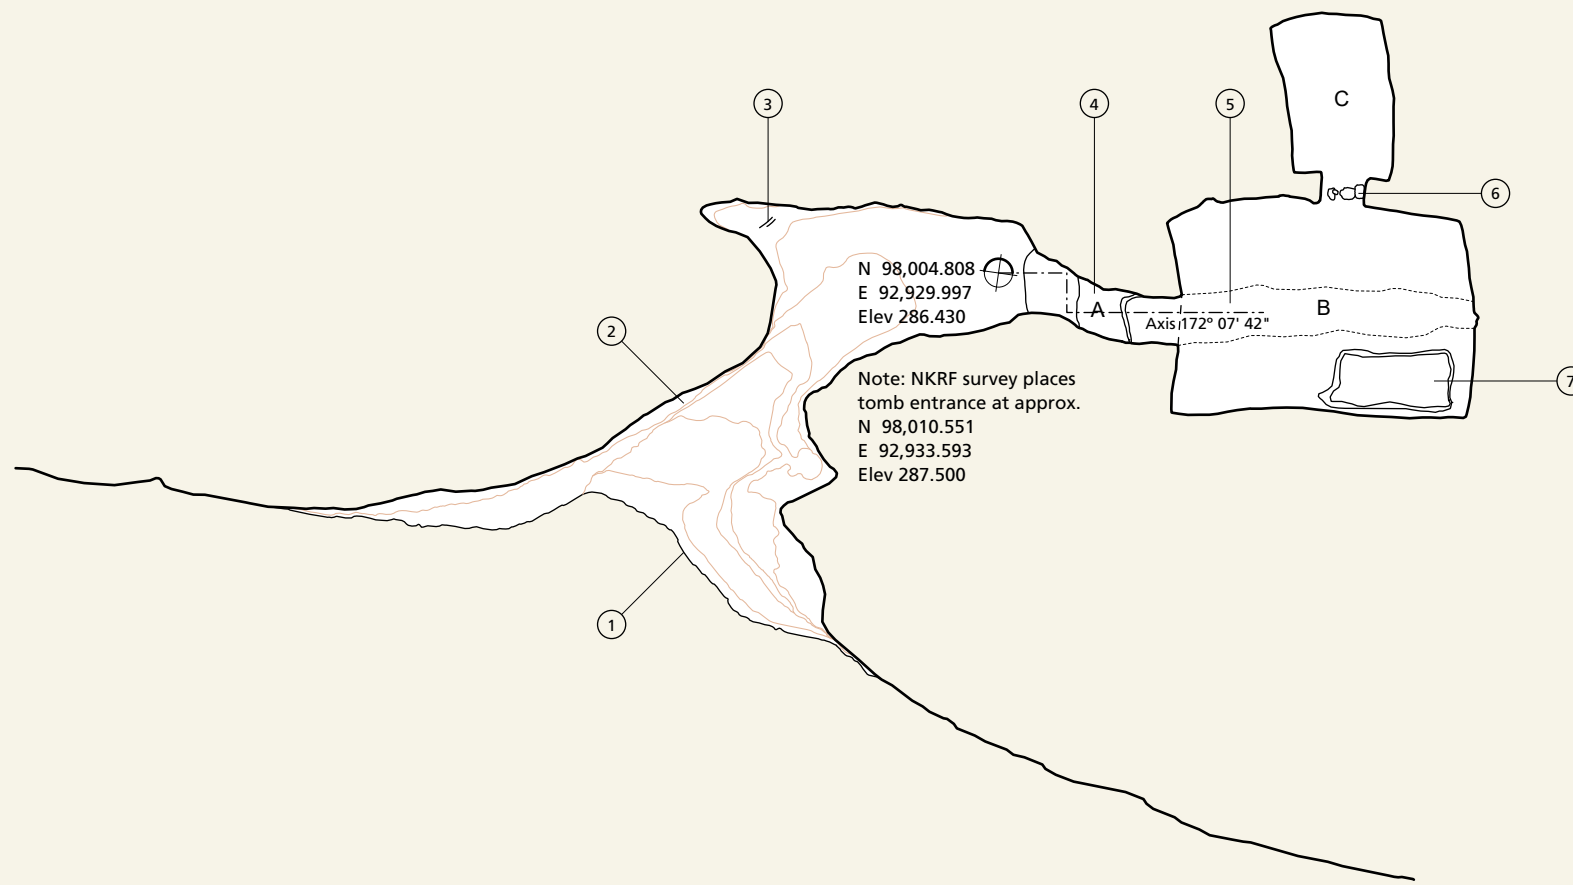 C
3
4
5
6
N 98,004.808
E 92,929.997
Elev 286.430
A
B
Axis 172° 07' 42"
2
Note: NKRF survey places
tomb entrance at approx.
N 98,010.551
E 92,933.593
Elev 287.500
7
1